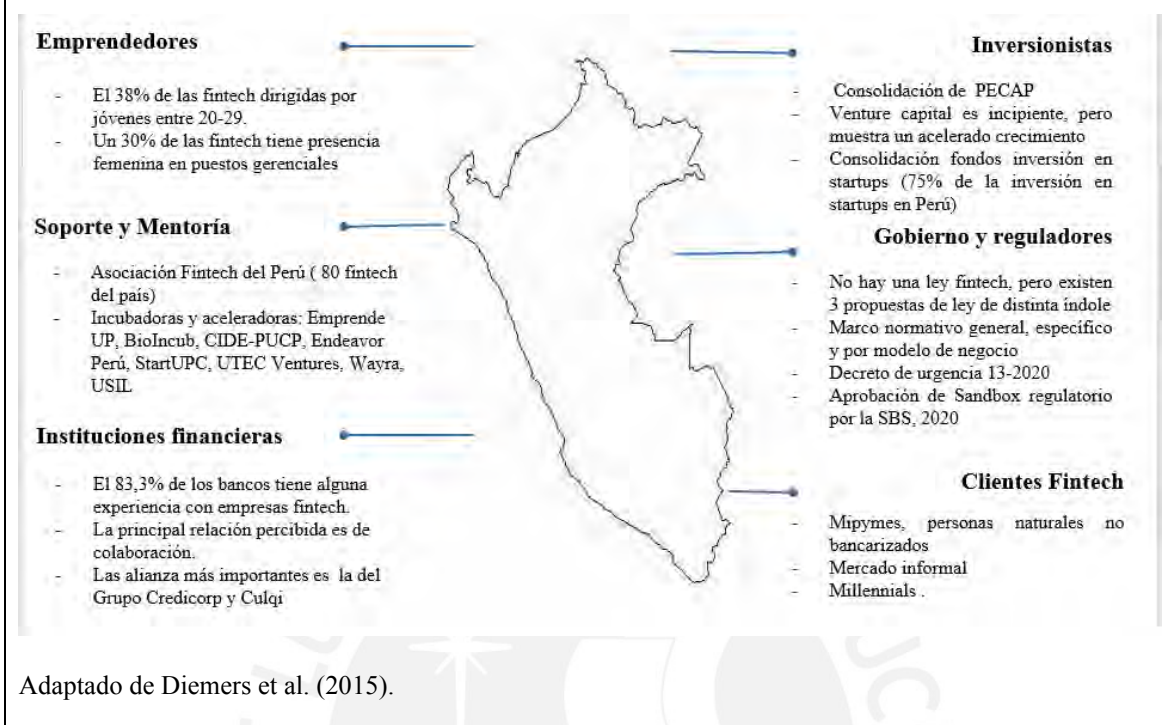 Emprendedores
- El 38% de las fintech dirigidas por
jóvenes entre 20-29.
- Un 30% de las fintech tiene presencia
femenina en puestos gerenciales
Soporte y Mentoría
- Asociación Fintech del Perú ( 80 fintech
del país)
- Incubadoras y aceleradoras: Emprende
UP, BioIncub, CIDE-PUCP, Endeavor
Perú, StartUPC, UTEC Ventures, Wayra,
USIL
Instituciones financieras
- El 83,3% de los bancos tiene alguna
experiencia con empresas fintech.
- La principal relación percibida es de
colaboración.
- Las alianza más importantes es la del
Grupo Credicorp y Culqi
Inversionistas
- Consolidación de PECAP
- Venture capital es incipiente, pero
muestra un acelerado crecimiento
- Consolidación fondos inversión en
startups (75% de la inversión en
startups en Perú)
Gobierno y reguladores
- No hay una ley fintech, pero existen
3 propuestas de ley de distinta índole
- Marco normativo general, específico
y por modelo de negocio
- Decreto de urgencia 13-2020
- Aprobación de Sandbox regulatorio
por la SBS, 2020
Clientes Fintech
- Mipymes, personas naturales no
bancarizados
- Mercado informal
- Millennials .
Adaptado de Diemers et al. (2015).